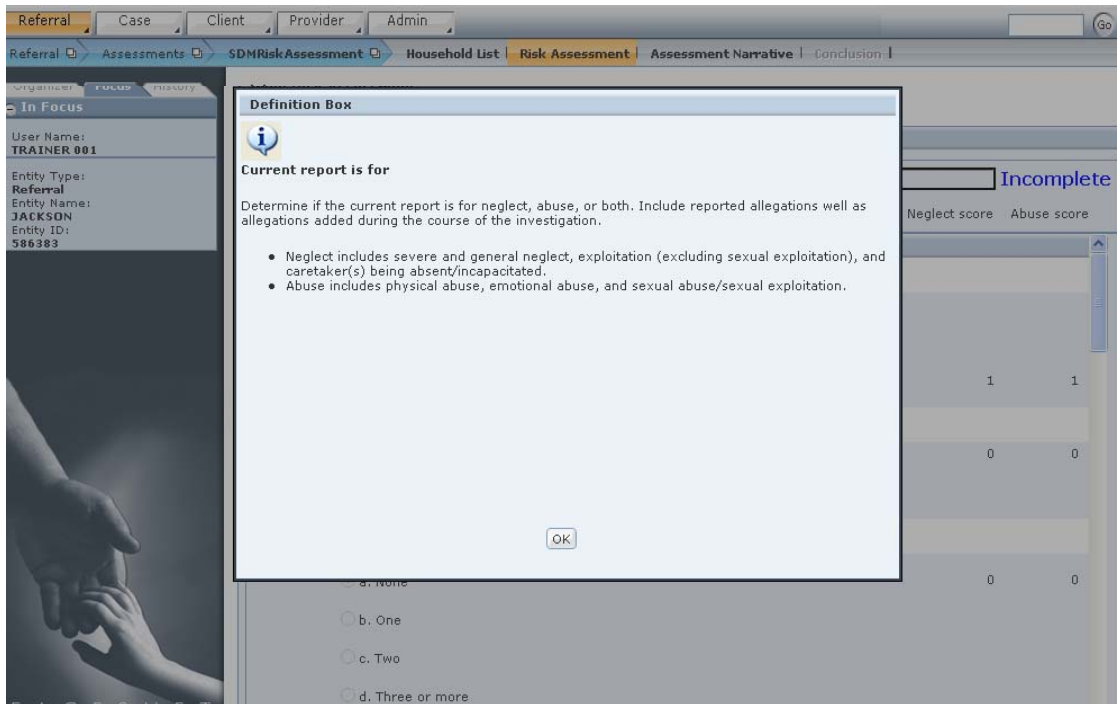 Referral Case Client Provider Admin Go
Referral Assessments SDMRiskAssessment Household List Risk Assessment Assessment Narrative Conclusion
Organizer Focus History
In Focus
User Name:
TRAINER 001
Entity Type:
Referral
Entity Name:
JACKSON
Entity ID:
586383
Definition Box
Current report is for
Determine if the current report is for neglect, abuse, or both. Include reported allegations well as
allegations added during the course of the investigation.
• Neglect includes severe and general neglect, exploitation (excluding sexual exploitation), and
caretaker(s) being absent/incapacitated.
• Abuse includes physical abuse, emotional abuse, and sexual abuse/sexual exploitation.
OK
Incomplete
Neglect score Abuse score
1 1
0 0
a. None 0 0
b. One
c. Two
d. Three or more